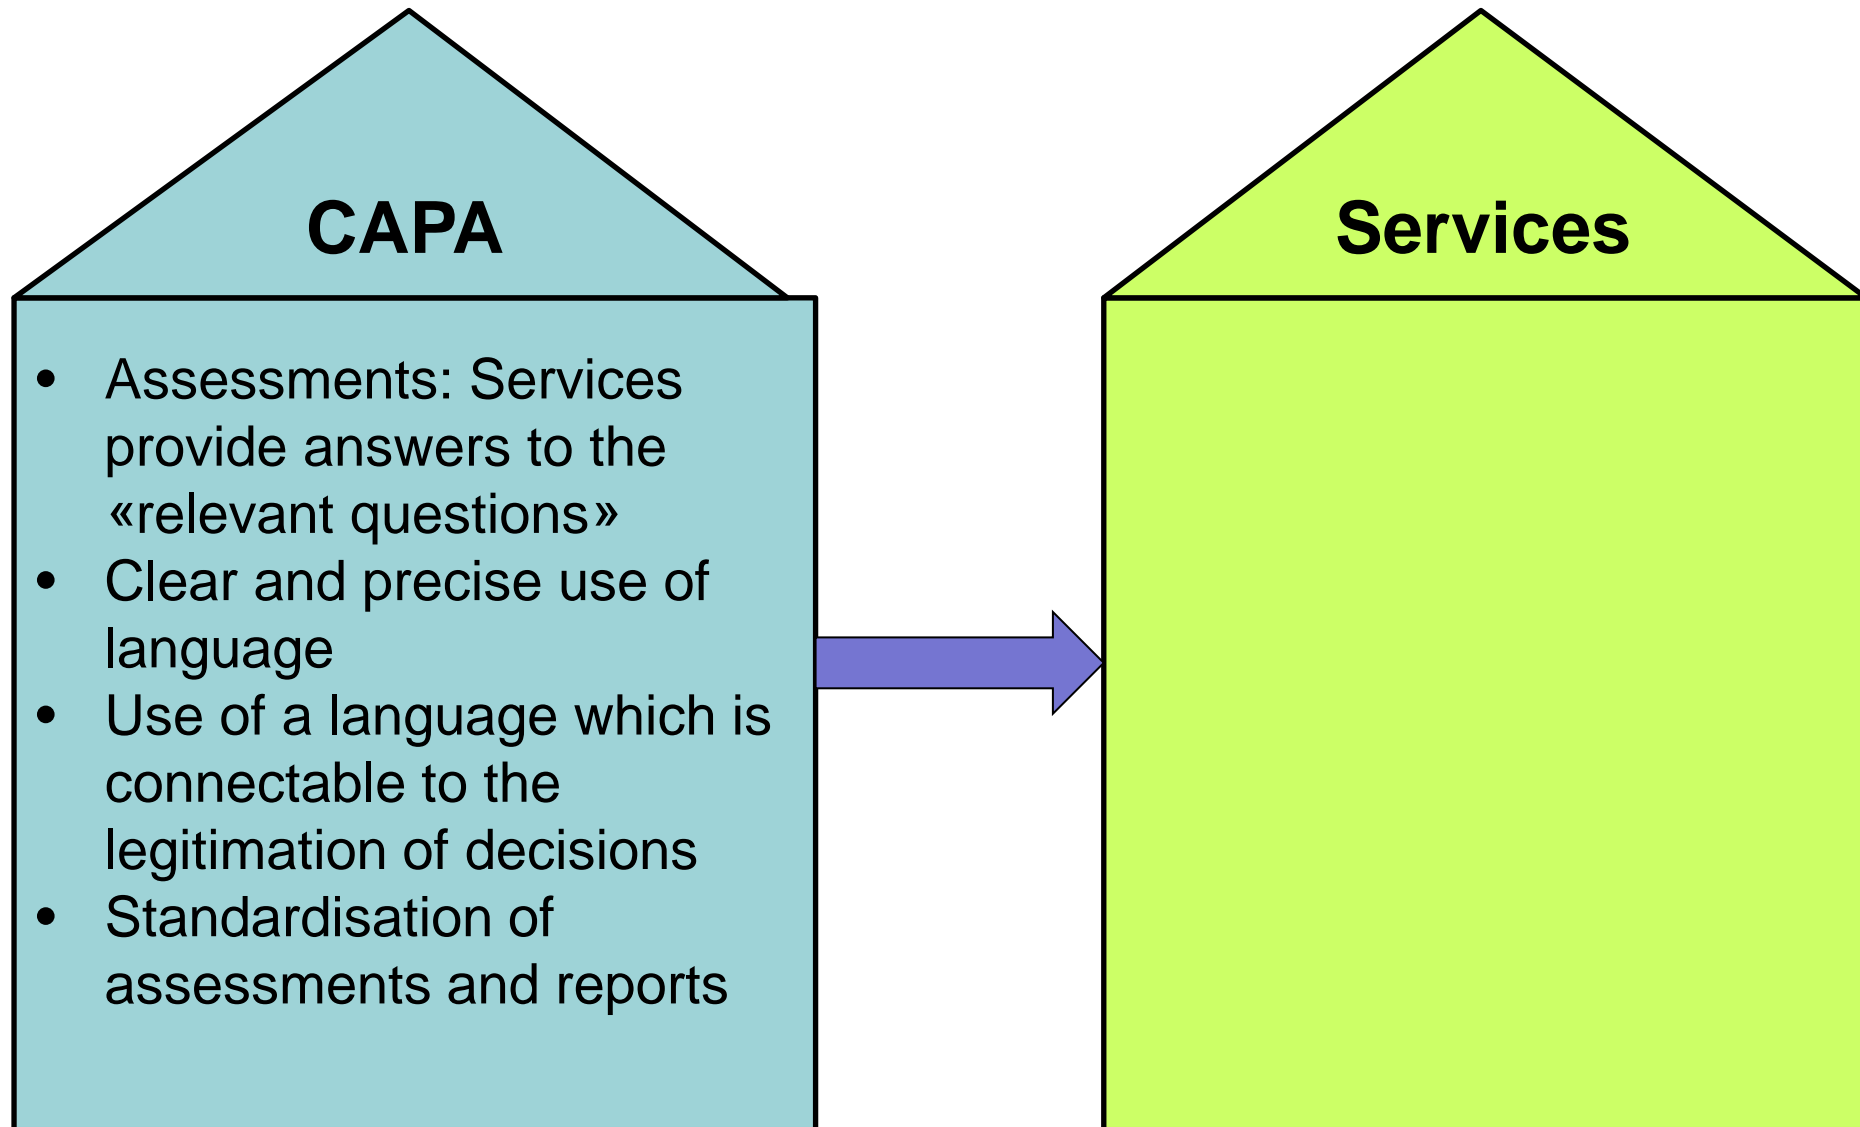 CAPA
Services
• Assessments: Services
provide answers to the
«relevant questions»
• Clear and precise use of
language
• Use of a language which is
connectable to the
legitimation of decisions
• Standardisation of
assessments and reports